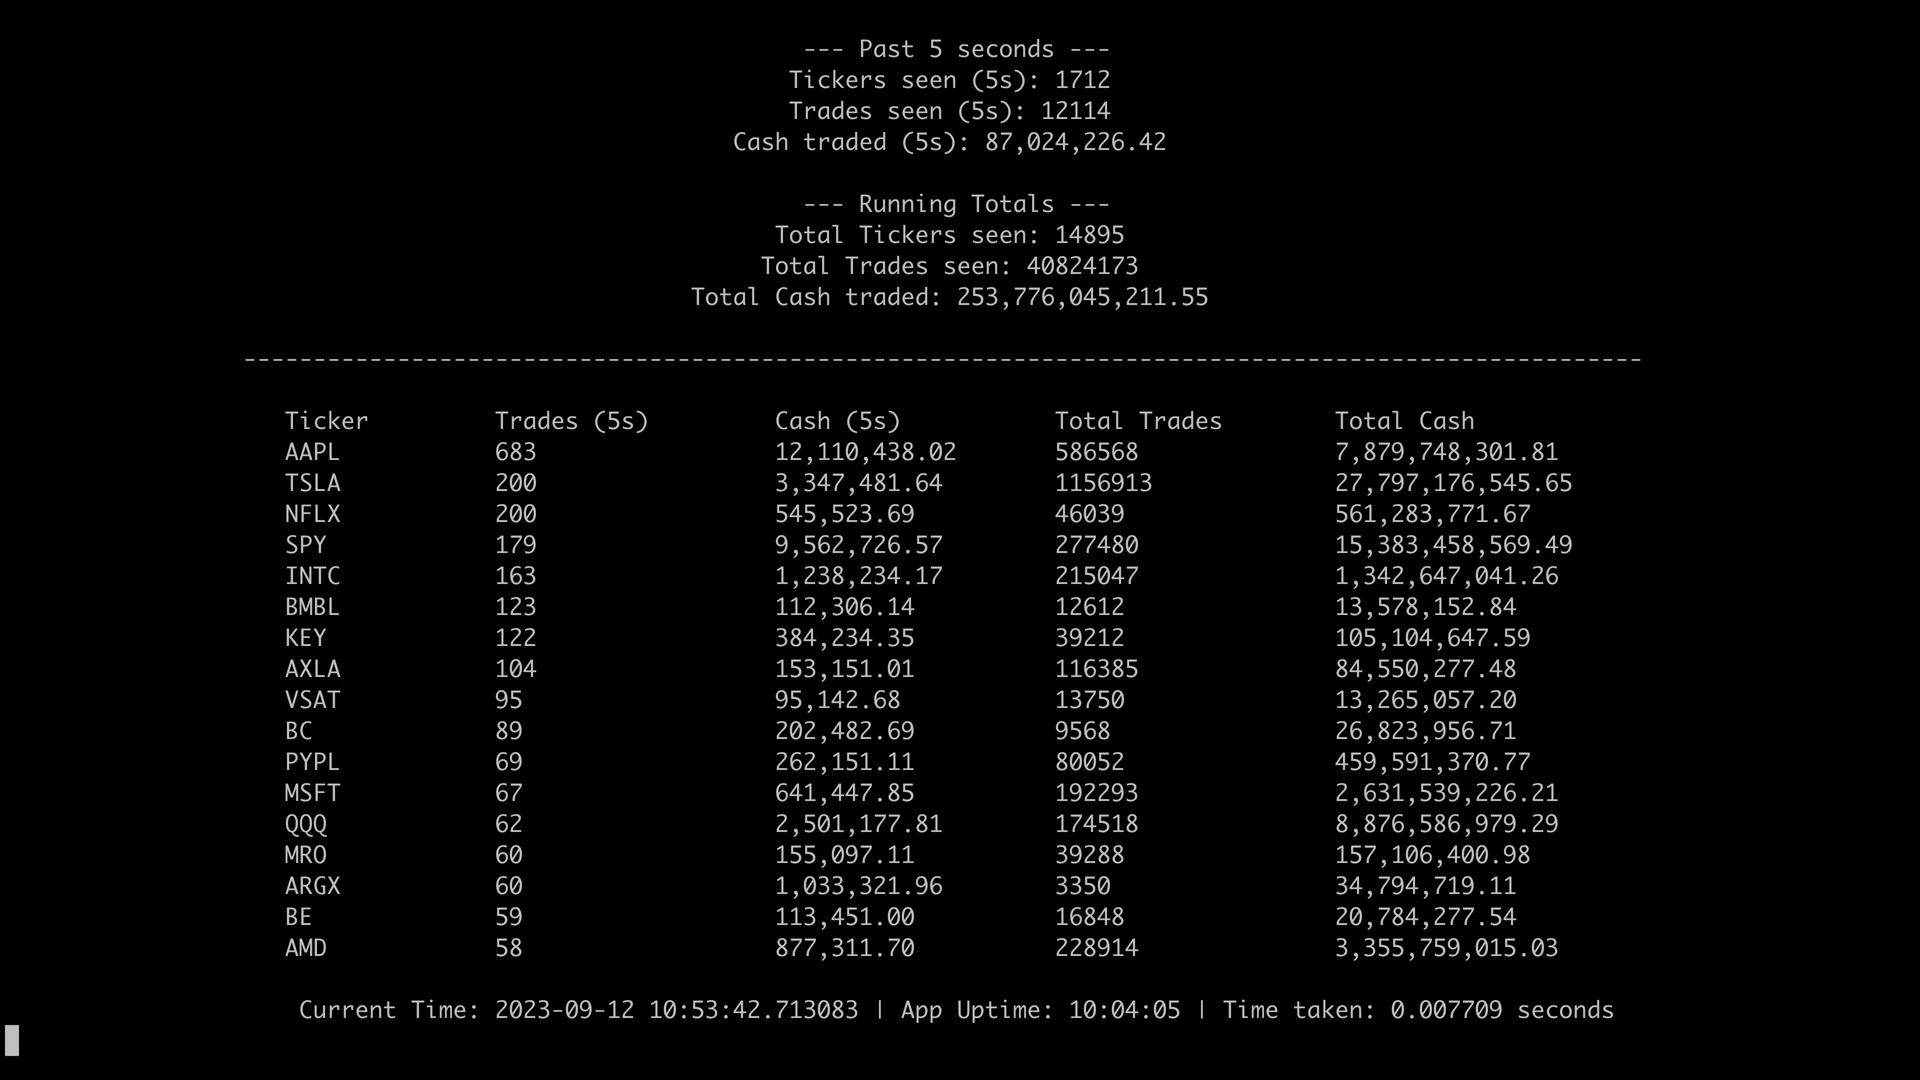 --- Past 5 seconds ---
Tickers seen (5s): 1712
Trades seen (5s): 12114
Cash traded (5s): 87,024,226.42
--- Running Totals ---
Total Tickers seen: 14895
Total Trades seen: 40824173
Total Cash traded: 253,776,045,211.55
----------------------------------------------------------------------------------------------------
Ticker Trades (5s) Cash (5s) Total Trades Total Cash
AAPL 683 12,110,438.02 586568 7,879,748,301.81
TSLA 200 3,347,481.64 1156913 27,797,176,545.65
NFLX 200 545,523.69 46039 561,283,771.67
SPY 179 9,562,726.57 277480 15,383,458,569.49
INTC 163 1,238,234.17 215047 1,342,647,041.26
BMBL 123 112,306.14 12612 13,578,152.84
KEY 122 384,234.35 39212 105,104,647.59
AXLA 104 153,151.01 116385 84,550,277.48
VSAT 95 95,142.68 13750 13,265,057.20
BC 89 202,482.69 9568 26,823,956.71
PYPL 69 262,151.11 80052 459,591,370.77
MSFT 67 641,447.85 192293 2,631,539,226.21
QQQ 62 2,501,177.81 174518 8,876,586,979.29
MRO 60 155,097.11 39288 157,106,400.98
ARGX 60 1,033,321.96 3350 34,794,719.11
BE 59 113,451.00 16848 20,784,277.54
AMD 58 877,311.70 228914 3,355,759,015.03
Current Time: 2023-09-12 10:53:42.713083 | App Uptime: 10:04:05 | Time taken: 0.007709 seconds